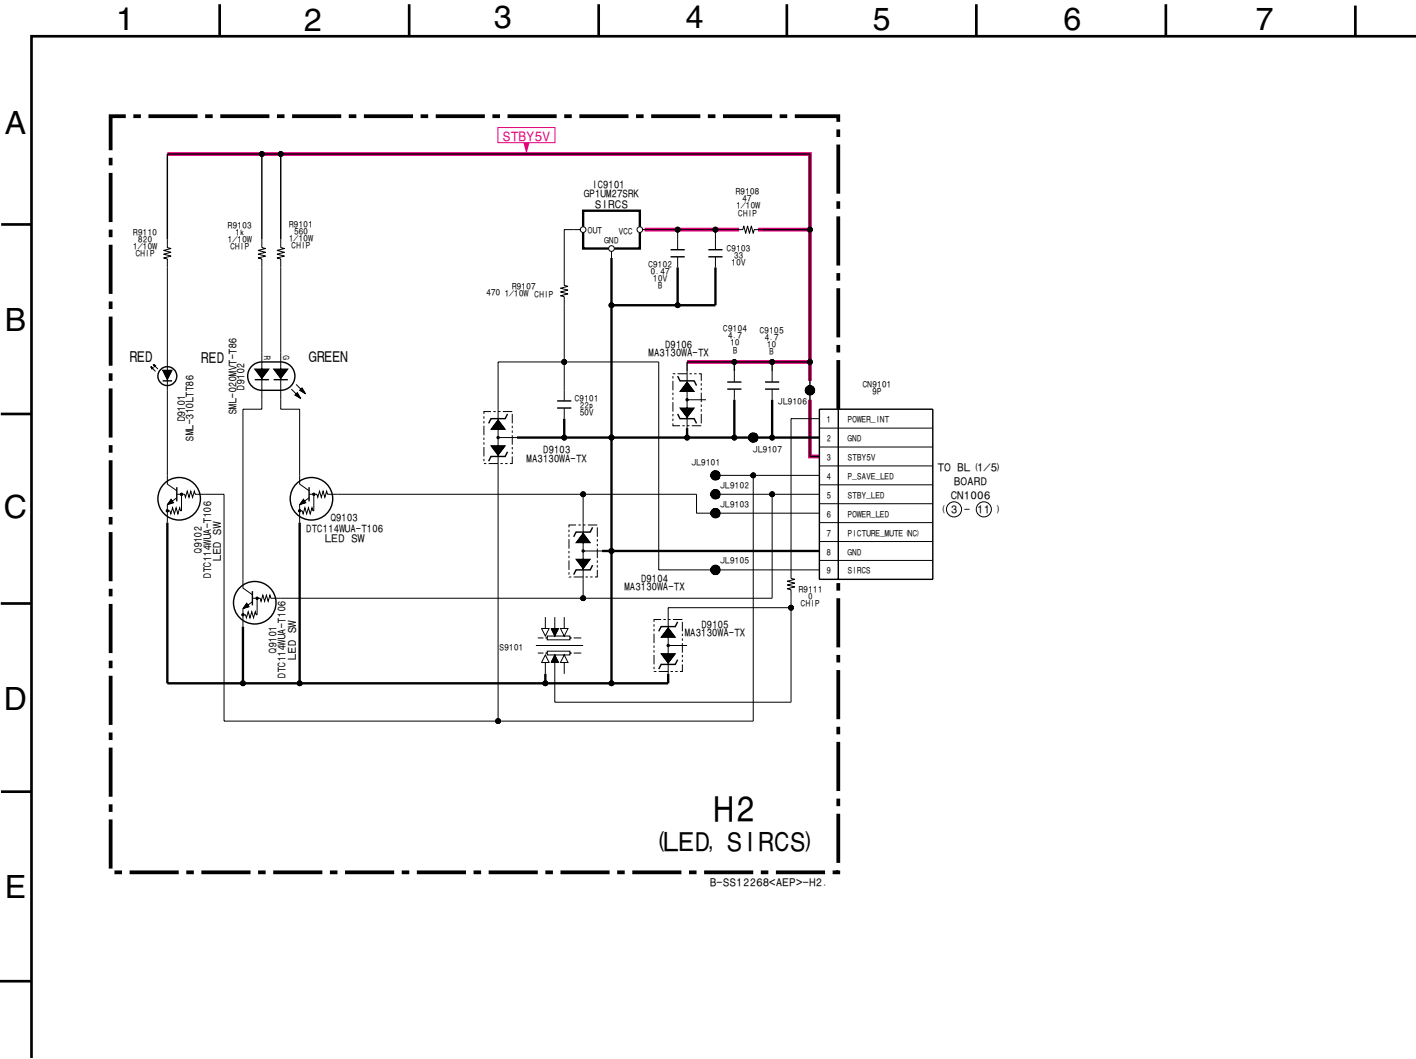 1 2 3 4 5 6 7
A
B
C
D
E
STBY5V
IC9101
GP1UM27SRK
SIRCS
OUT
VCC
GND
R9108
47
1/10W
CHIP
R9110
820
1/10W
CHIP
R9103
1k
1/10W
CHIP
R9101
560
1/10W
CHIP
C9102
0.47
10V
B
C9103
33
10V
R9107
470 1/10W CHIP
C9104
4.7
10
B
C9105
4.7
10
B
D9106
MA3130WA-TX
RED
D9101
SML-310LTT86
RED
SML-020MVT-T86
D9102
R
G
GREEN
C9101
22p
50V
JL9106
CN9101
9P
D9103
MA3130WA-TX
JL9107
1 POWER_INT
2 GND
3 STBY5V
4 P_SAVE_LED
5 STBY_LED
6 POWER_LED
7 PICTURE_MUTE(NC)
8 GND
9 SIRCS
TO BL (1/5)
BOARD
CN1006
(3 - 11)
JL9101
JL9102
JL9103
JL9105
Q9102
DTC114WUA-T106
LED SW
Q9103
DTC114WUA-T106
LED SW
D9104
MA3130WA-TX
R9111
0
CHIP
Q9101
DTC114WUA-T106
LED SW
S9101
D9105
MA3130WA-TX
H2
(LED, SIRCS)
B-SS12268<AEP>-H2.